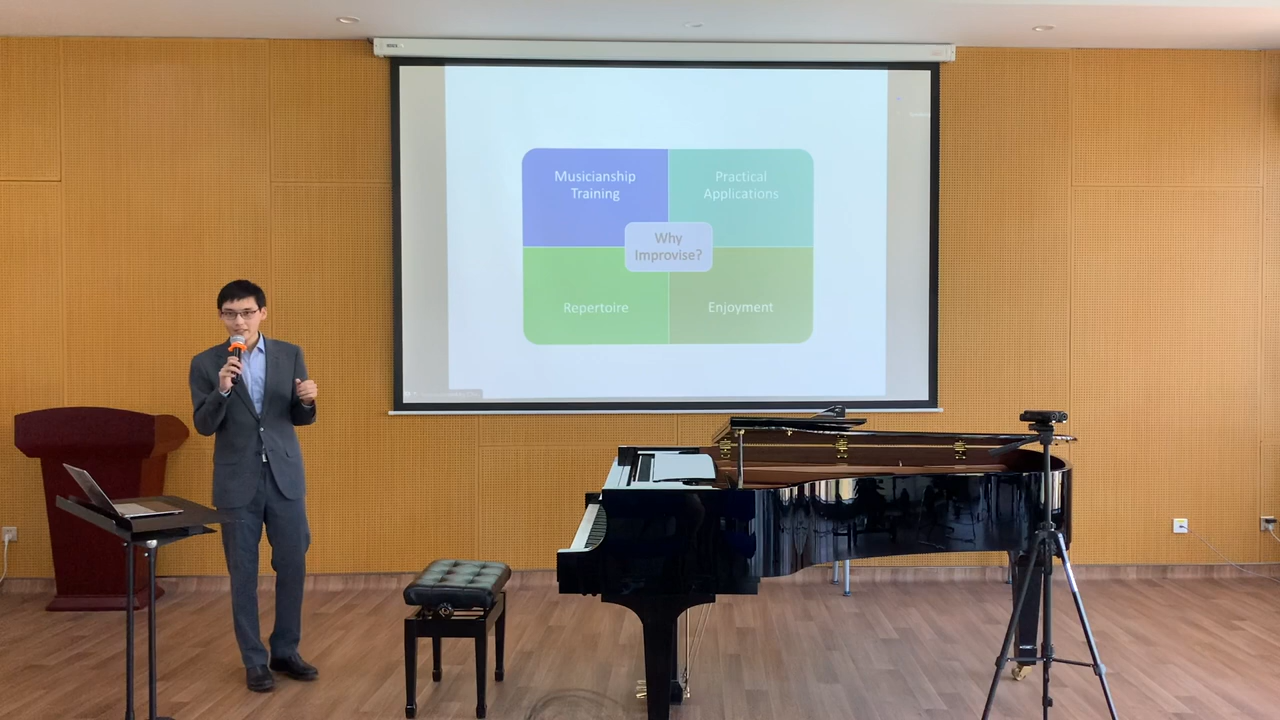 Musicianship
Training
Practical
Applications
Why
Improvise?
Repertoire
Enjoyment